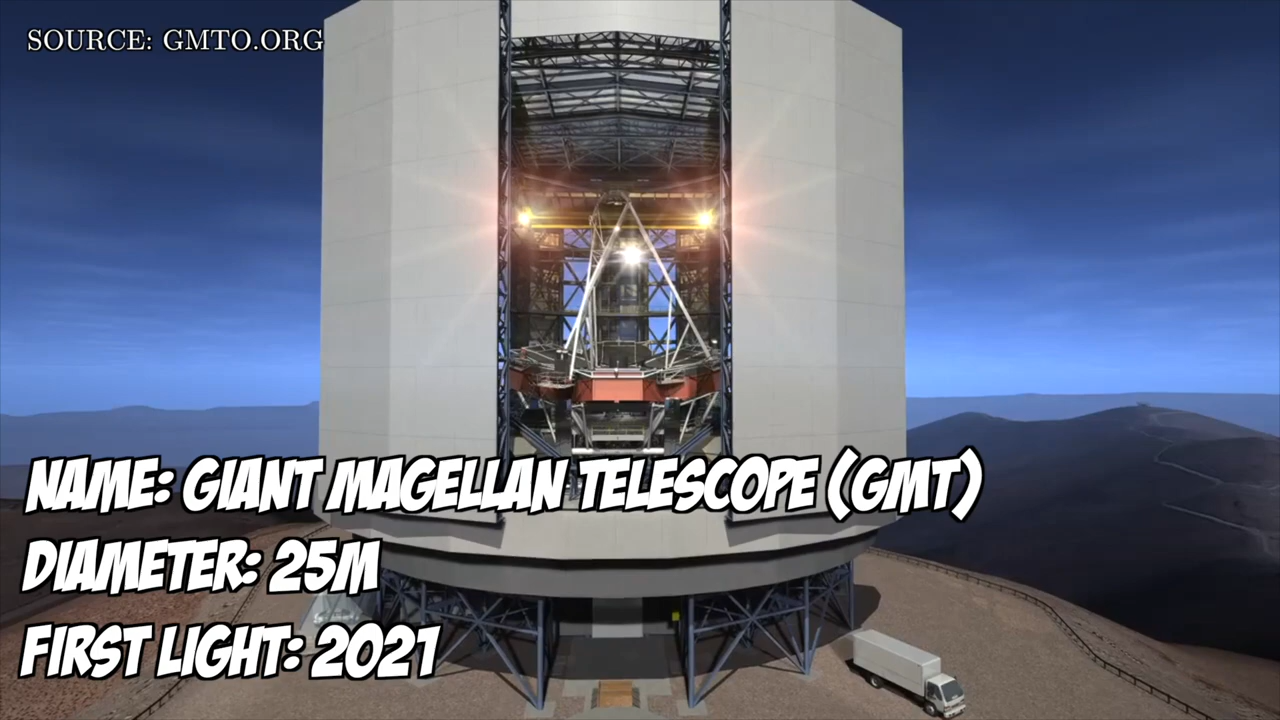 SOURCE: GMTO.ORG
NAME: GIANT MAGELLAN TELESCOPE (GMT)
DIAMETER: 25M
FIRST LIGHT: 2021